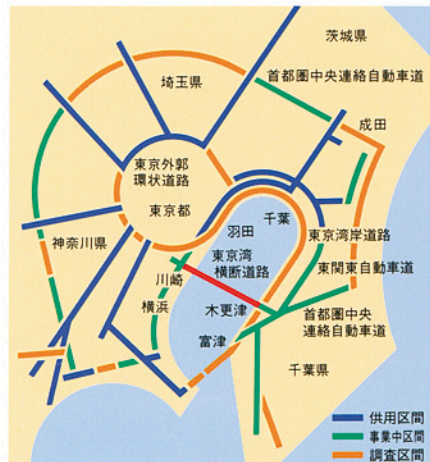 茨城県
首都圏中央連絡自動車道
埼玉県
成田
東京外郭
環状道路
東京都
千葉
羽田
東京湾岸道路
神奈川県
東京湾
横断道路
東関東自動車道
川崎
横浜
木更津
首都圏中央
連絡自動車道
富津
千葉県
供用区間
事業中区間
調査区間